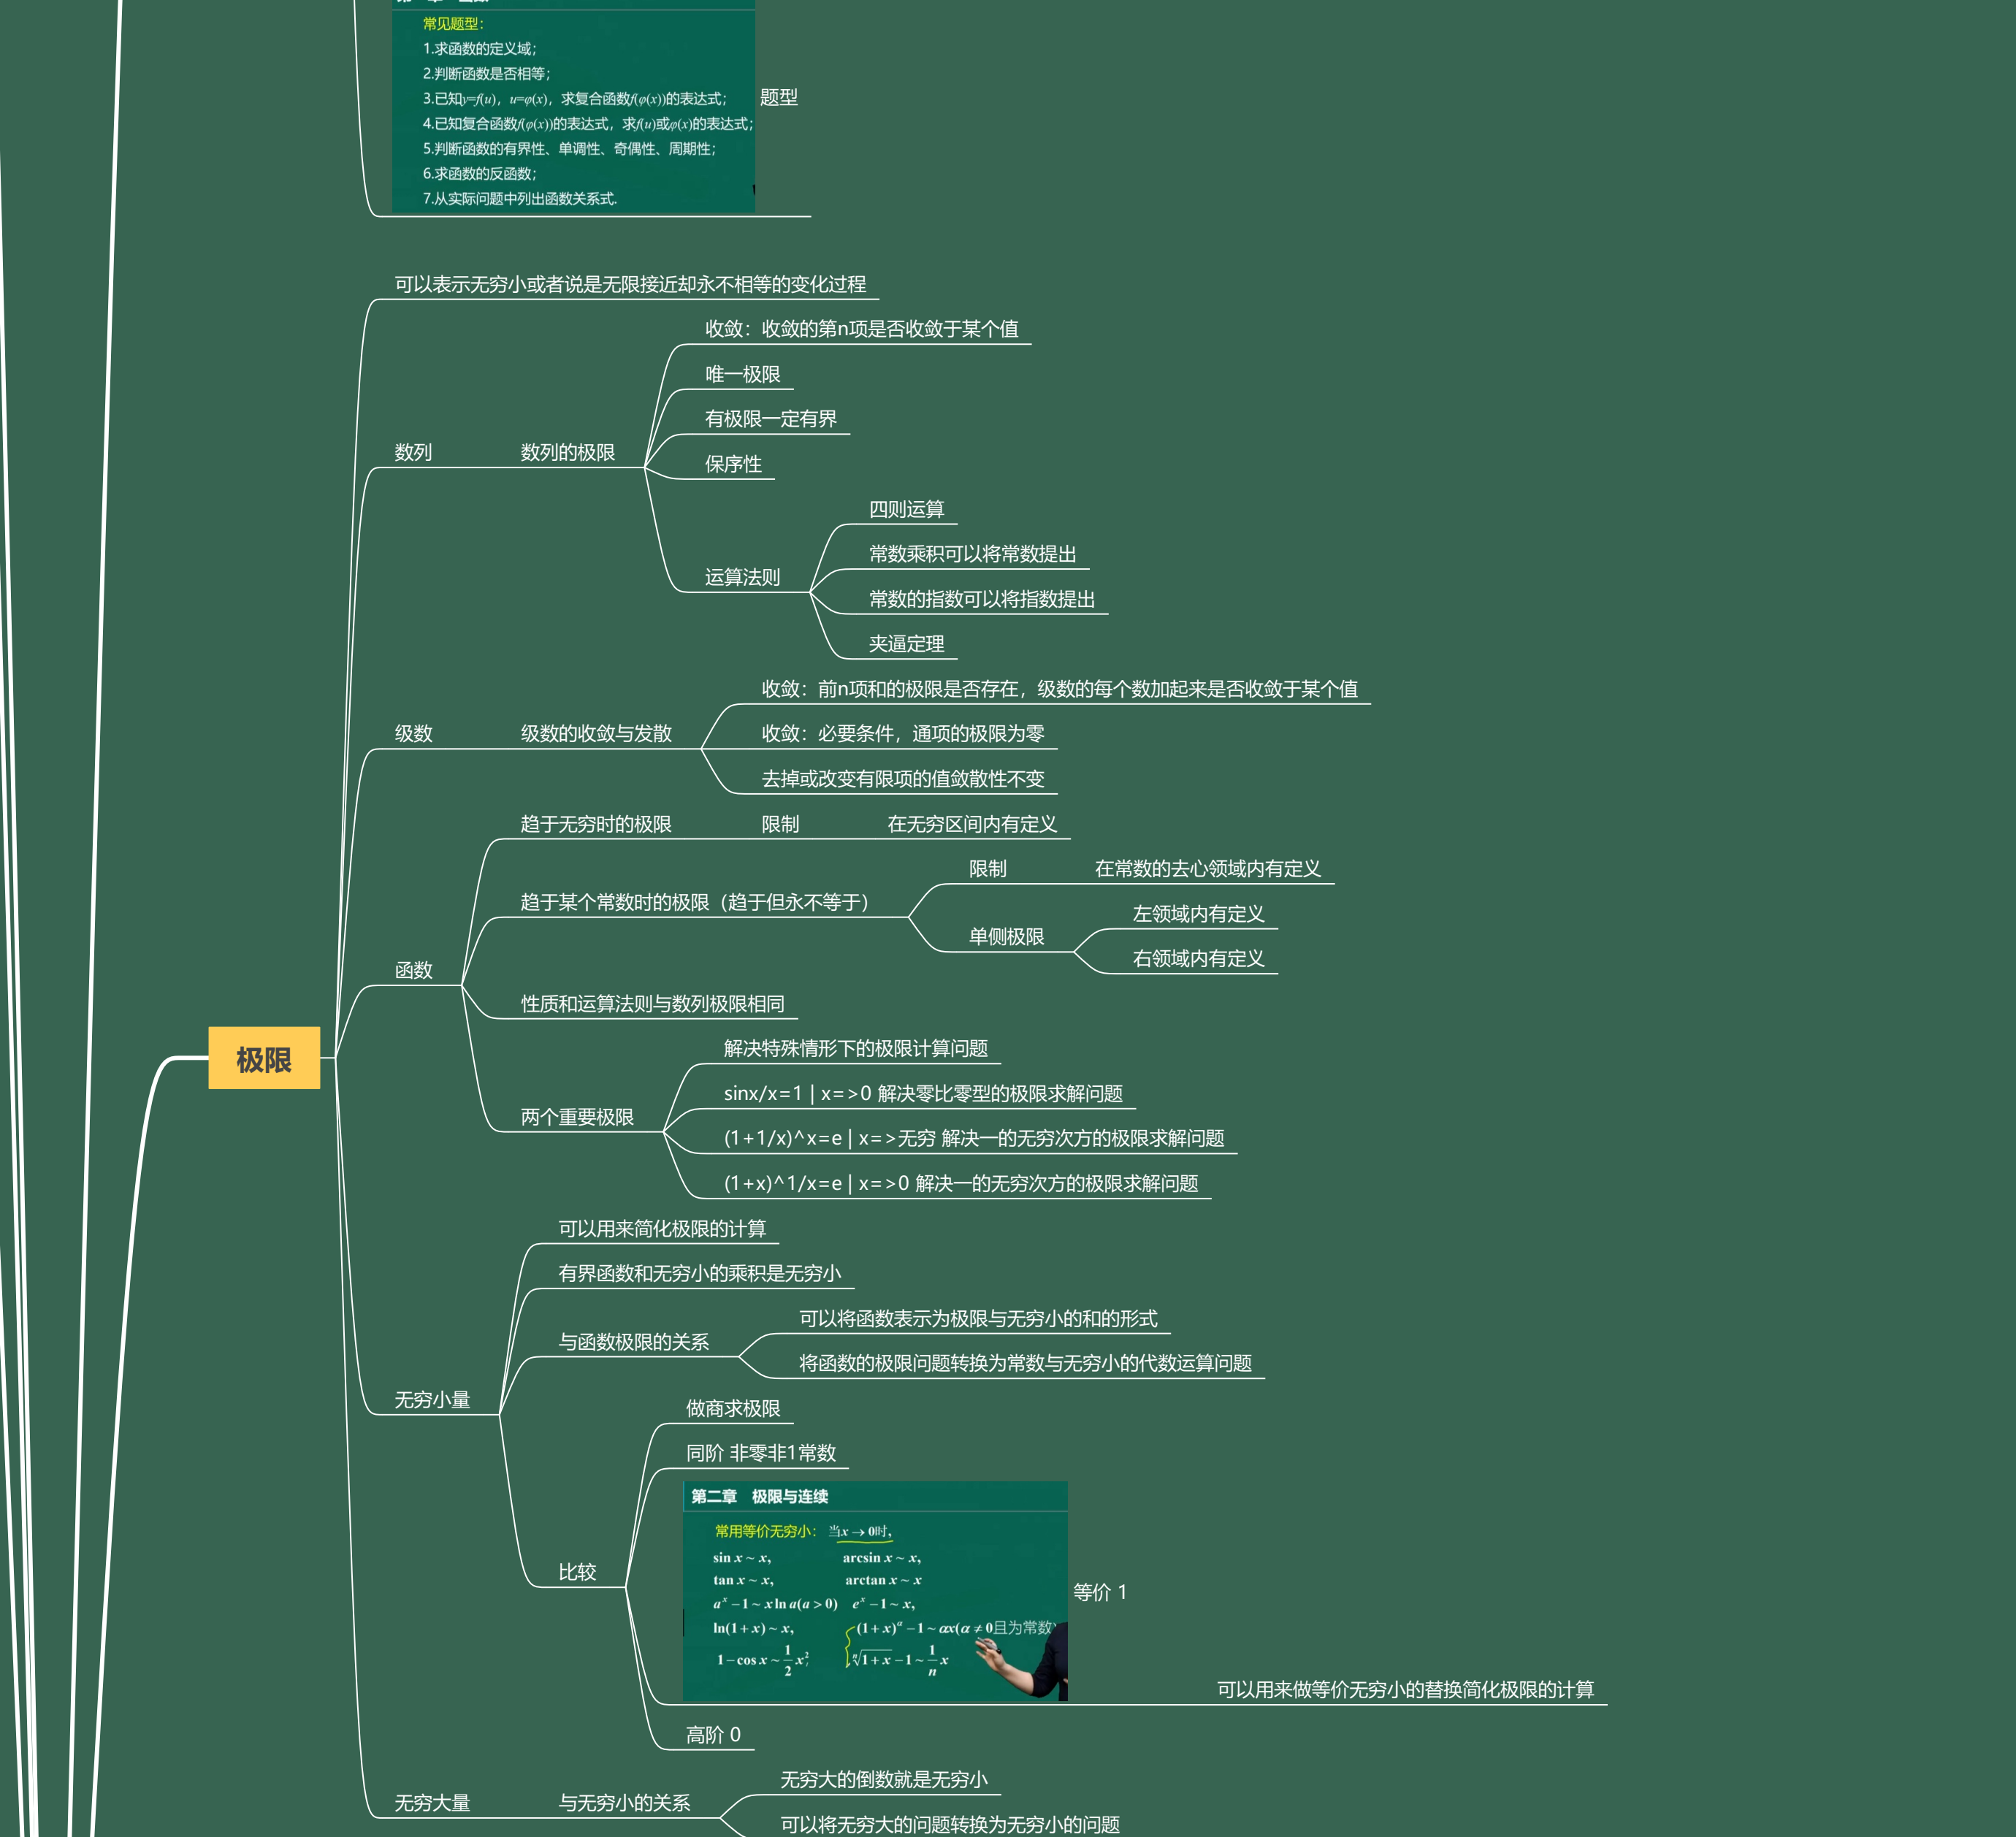 常见题型：
1.求函数的定义域；
2.判断函数是否相等；
3.已知y=f(u)，u=φ(x)，求复合函数f(φ(x))的表达式；
4.已知复合函数f(φ(x))的表达式，求f(u)或φ(x)的表达式；
5.判断函数的有界性、单调性、奇偶性、周期性；
6.求函数的反函数；
7.从实际问题中列出函数关系式.
题型
极限
可以表示无穷小或者说是无限接近却永不相等的变化过程
数列
数列的极限
收敛：收敛的第n项是否收敛于某个值
唯一极限
有极限一定有界
保序性
运算法则
四则运算
常数乘积可以将常数提出
常数的指数可以将指数提出
夹逼定理
级数
级数的收敛与发散
收敛：前n项和的极限是否存在，级数的每个数加起来是否收敛于某个值
收敛：必要条件，通项的极限为零
去掉或改变有限项的值敛散性不变
函数
趋于无穷时的极限
限制
在无穷区间内有定义
趋于某个常数时的极限（趋于但永不等于）
限制
在常数的去心领域内有定义
单侧极限
左领域内有定义
右领域内有定义
性质和运算法则与数列极限相同
两个重要极限
解决特殊情形下的极限计算问题
sinx/x=1 | x=>0 解决零比零型的极限求解问题
(1+1/x)^x=e | x=>无穷 解决一的无穷次方的极限求解问题
(1+x)^1/x=e | x=>0 解决一的无穷次方的极限求解问题
无穷小量
可以用来简化极限的计算
有界函数和无穷小的乘积是无穷小
与函数极限的关系
可以将函数表示为极限与无穷小的和的形式
将函数的极限问题转换为常数与无穷小的代数运算问题
比较
做商求极限
同阶 非零非1常数
第二章 极限与连续
常用等价无穷小： 当x → 0时，
sin x ~ x, arcsin x ~ x,
tan x ~ x, arctan x ~ x
a^x − 1 ~ x ln a(a > 0) e^x − 1 ~ x,
ln(1 + x) ~ x, (1 + x)^α − 1 ~ αx(α ≠ 0且为常数)
1 − cos x ~ 1/2 x², ⁿ√1 + x − 1 ~ 1/n x
等价 1
可以用来做等价无穷小的替换简化极限的计算
高阶 0
无穷大量
与无穷小的关系
无穷大的倒数就是无穷小
可以将无穷大的问题转换为无穷小的问题